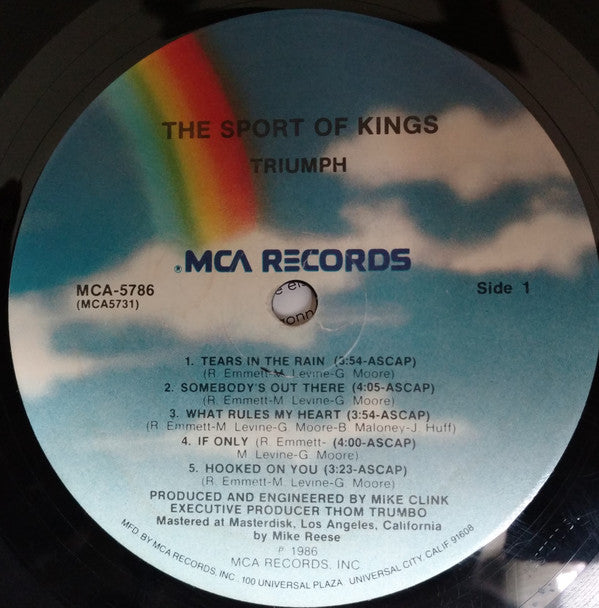 THE SPORT OF KINGS
TRIUMPH
MCA RECORDS
MCA-5786
(MCA5731)
Side 1
1. TEARS IN THE RAIN (3:54-ASCAP)
(R. Emmett-M. Levine-G. Moore)
2. SOMEBODY'S OUT THERE (4:05-ASCAP)
(R. Emmett-M. Levine-G. Moore)
3. WHAT RULES MY HEART (3:54-ASCAP)
(R. Emmett-M. Levine-G. Moore-B. Maloney-J. Huff)
4. IF ONLY (R. Emmett- (4:00-ASCAP)
M. Levine-G. Moore)
5. HOOKED ON YOU (3:23-ASCAP)
(R. Emmett-M. Levine-G. Moore)
PRODUCED AND ENGINEERED BY MIKE CLINK
EXECUTIVE PRODUCER THOM TRUMBO
Mastered at Masterdisk, Los Angeles, California
by Mike Reese
℗ 1986
MCA RECORDS, INC
MFD. BY MCA RECORDS, INC. · 100 UNIVERSAL PLAZA UNIVERSAL CITY, CALIF. 91608